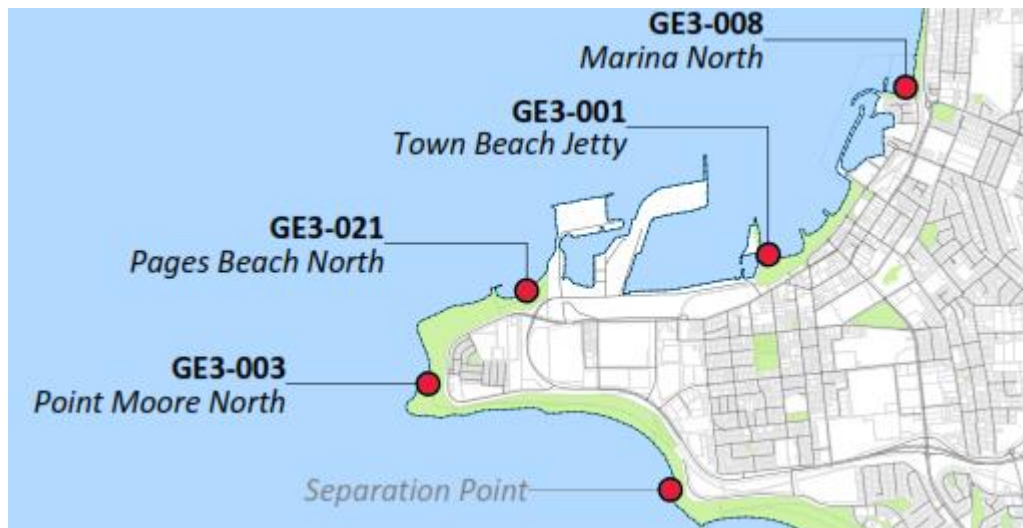 GE3-008
Marina North
GE3-001
Town Beach Jetty
GE3-021
Pages Beach North
GE3-003
Point Moore North
Separation Point